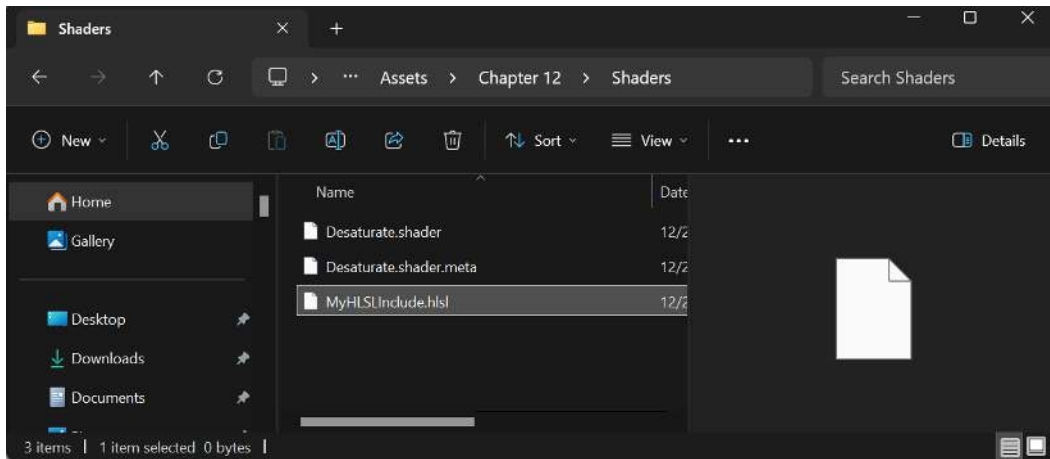 Shaders
Assets > Chapter 12 > Shaders
Search Shaders
New
Sort
View
Details
Home
Gallery
Desktop
Downloads
Documents
Name
Date
Desaturate.shader
12/2
Desaturate.shader.meta
12/2
MyHLSLInclude.hlsl
12/2
3 items
1 item selected 0 bytes